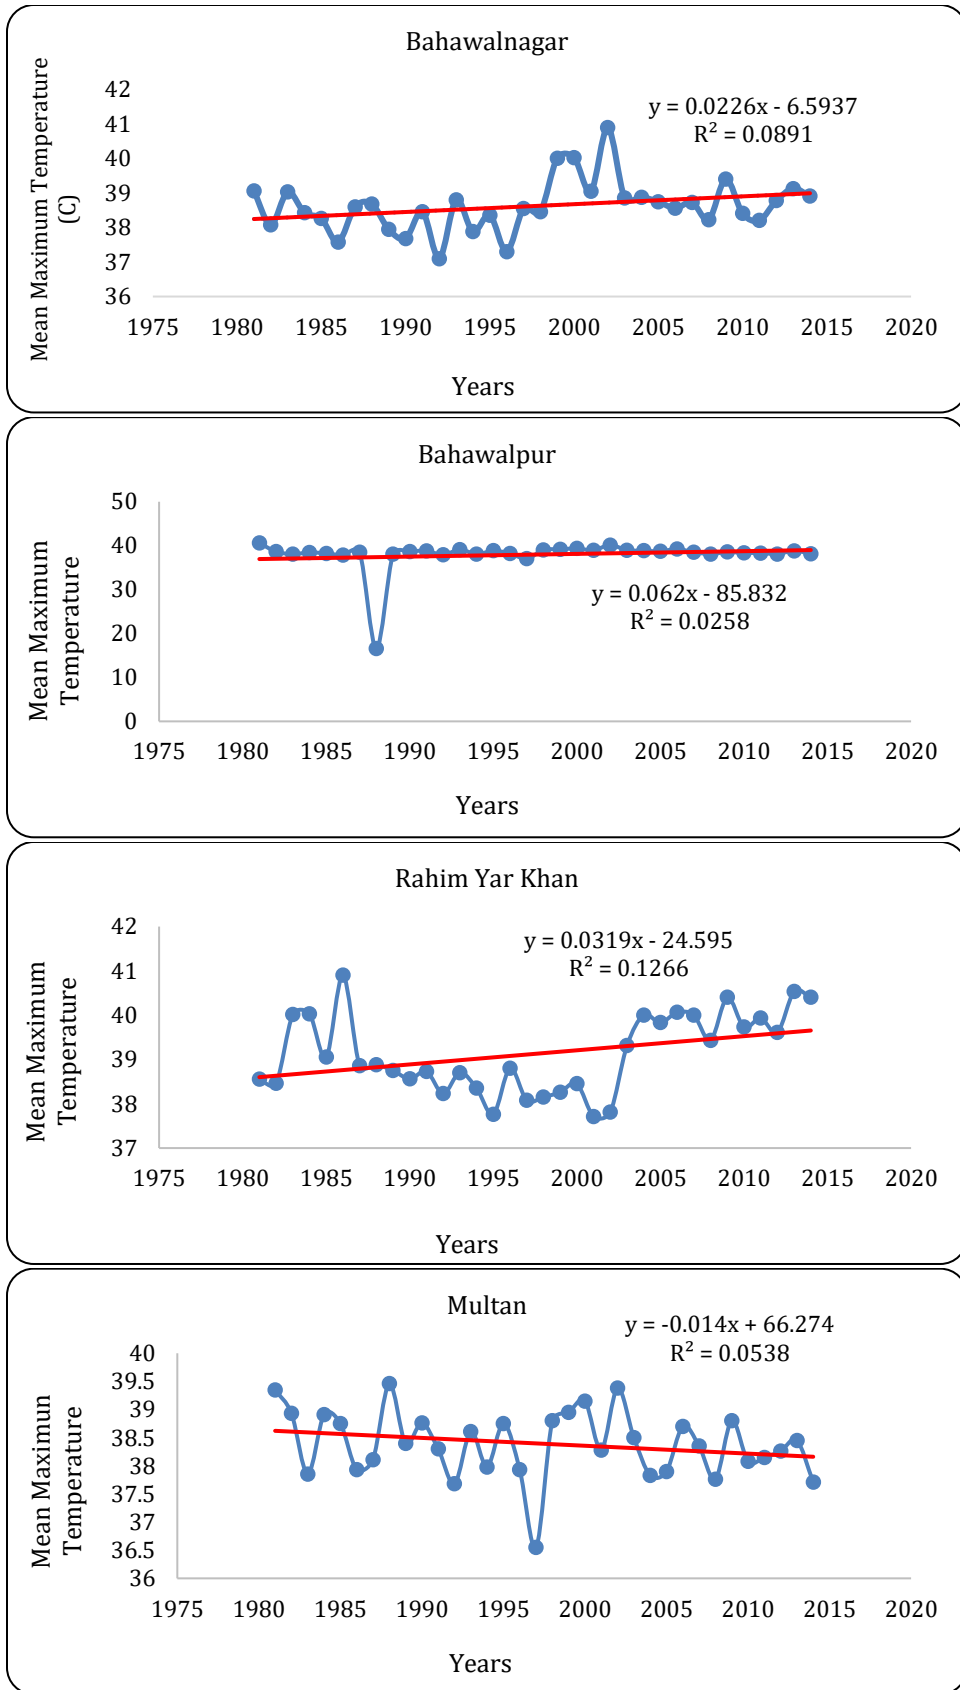 Bahawalnagar
Mean Maximum Temperature
(C)
42
41
40
39
38
37
36
y = 0.0226x - 6.5937
R² = 0.0891
1975 1980 1985 1990 1995 2000 2005 2010 2015 2020
Years
Bahawalpur
Mean Maximum
Temperature
50
40
30
20
10
0
y = 0.062x - 85.832
R² = 0.0258
1975 1980 1985 1990 1995 2000 2005 2010 2015 2020
Years
Rahim Yar Khan
Mean Maximum
Temperature
42
41
40
39
38
37
y = 0.0319x - 24.595
R² = 0.1266
1975 1980 1985 1990 1995 2000 2005 2010 2015 2020
Years
Multan
Mean Maximun
Temperature
y = -0.014x + 66.274
R² = 0.0538
40
39.5
39
38.5
38
37.5
37
36.5
36
1975 1980 1985 1990 1995 2000 2005 2010 2015 2020
Years